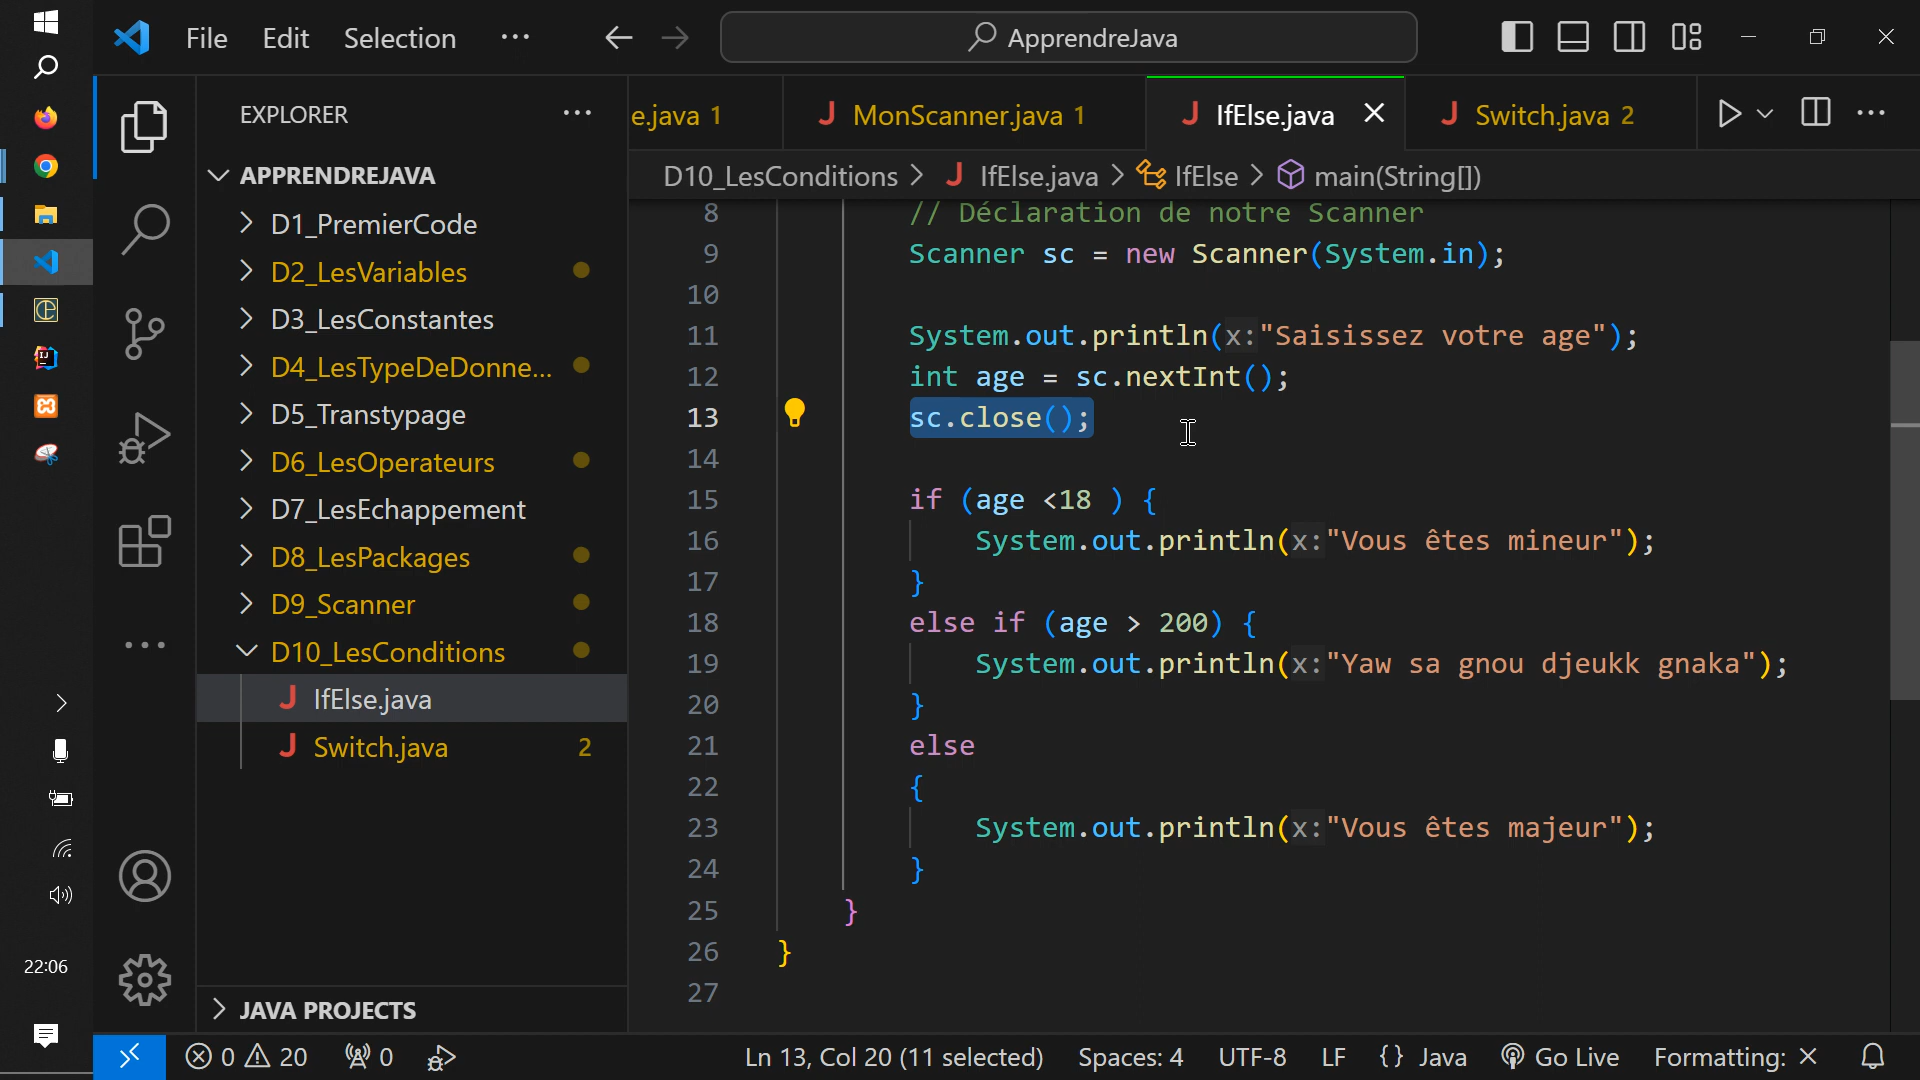 File Edit Selection ··· ApprendreJava
EXPLORER ···
e.java 1 MonScanner.java 1 IfElse.java Switch.java 2
D10_LesConditions > IfElse.java > IfElse > main(String[])
APPRENDREJAVA
D1_PremierCode
D2_LesVariables
D3_LesConstantes
D4_LesTypeDeDonne...
D5_Transtypage
D6_LesOperateurs
D7_LesEchappement
D8_LesPackages
D9_Scanner
D10_LesConditions
IfElse.java
Switch.java 2
JAVA PROJECTS
8 // Déclaration de notre Scanner
9 Scanner sc = new Scanner(System.in);
10
11 System.out.println(x:"Saisissez votre age");
12 int age = sc.nextInt();
13 sc.close();
14
15 if (age <18 ) {
16 System.out.println(x:"Vous êtes mineur");
17 }
18 else if (age > 200) {
19 System.out.println(x:"Yaw sa gnou djeukk gnaka");
20 }
21 else
22 {
23 System.out.println(x:"Vous êtes majeur");
24 }
25 }
26 }
27
22:06
0 20 0 Ln 13, Col 20 (11 selected) Spaces: 4 UTF-8 LF {} Java Go Live Formatting: ×